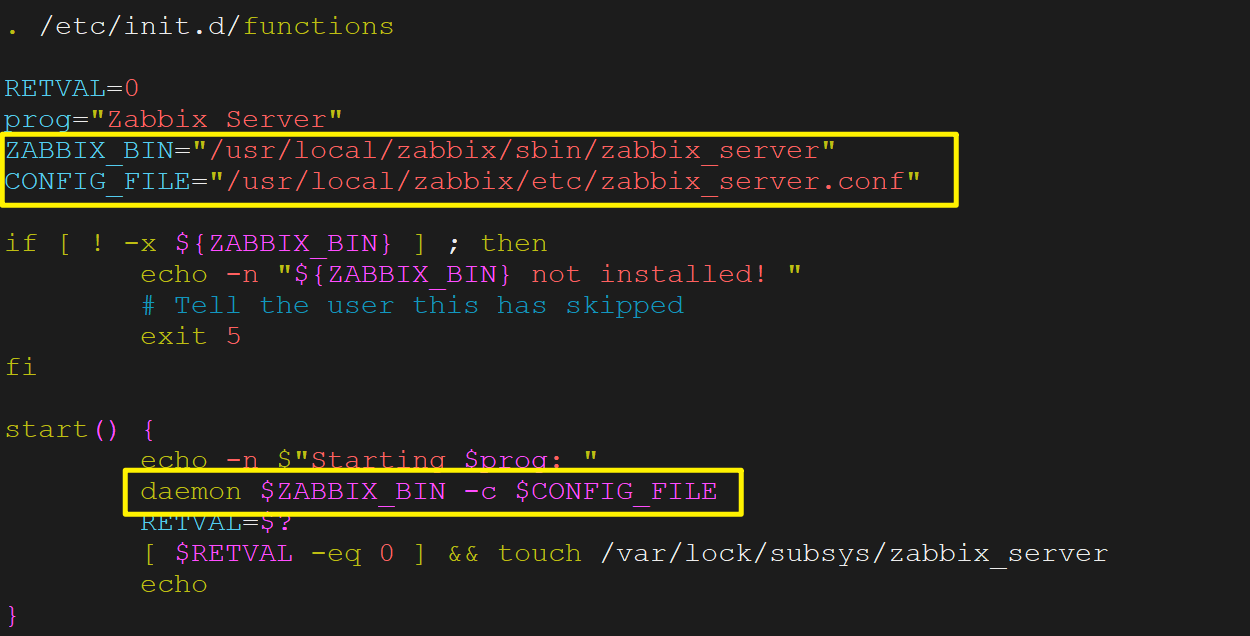 . /etc/init.d/functions
RETVAL=0
prog="Zabbix Server"
ZABBIX_BIN="/usr/local/zabbix/sbin/zabbix_server"
CONFIG_FILE="/usr/local/zabbix/etc/zabbix_server.conf"
if [ ! -x ${ZABBIX_BIN} ] ; then
echo -n "${ZABBIX_BIN} not installed! "
# Tell the user this has skipped
exit 5
fi
start() {
echo -n $"Starting $prog: "
daemon $ZABBIX_BIN -c $CONFIG_FILE
RETVAL=$?
[ $RETVAL -eq 0 ] && touch /var/lock/subsys/zabbix_server
echo
}